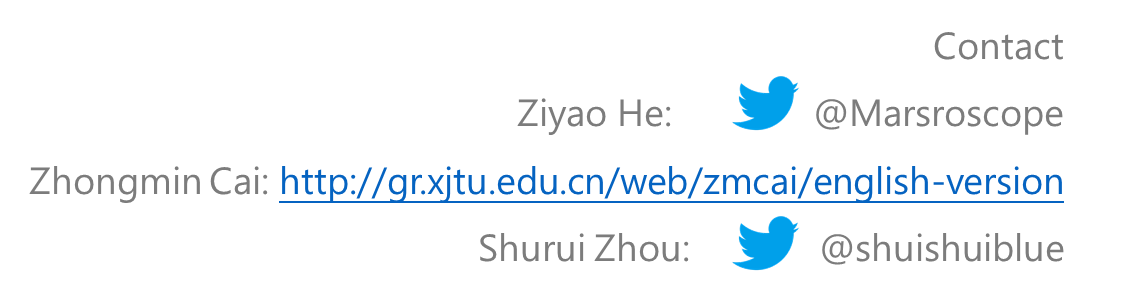 Contact
Ziyao He: @Marsroscope
Zhongmin Cai: http://gr.xjtu.edu.cn/web/zmcai/english-version
Shurui Zhou: @shuishuiblue